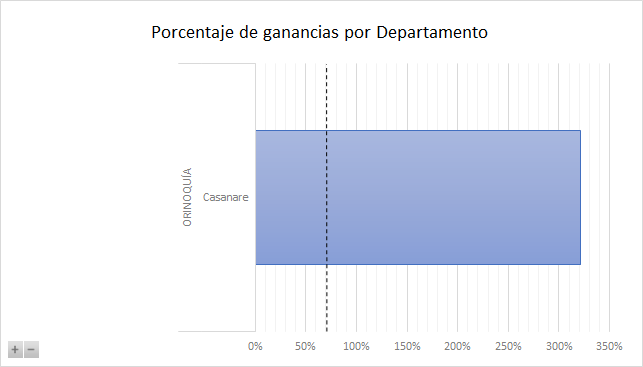 Porcentaje de ganancias por Departamento
ORINOQUÍA
Casanare
0% 50% 100% 150% 200% 250% 300% 350%
+ −